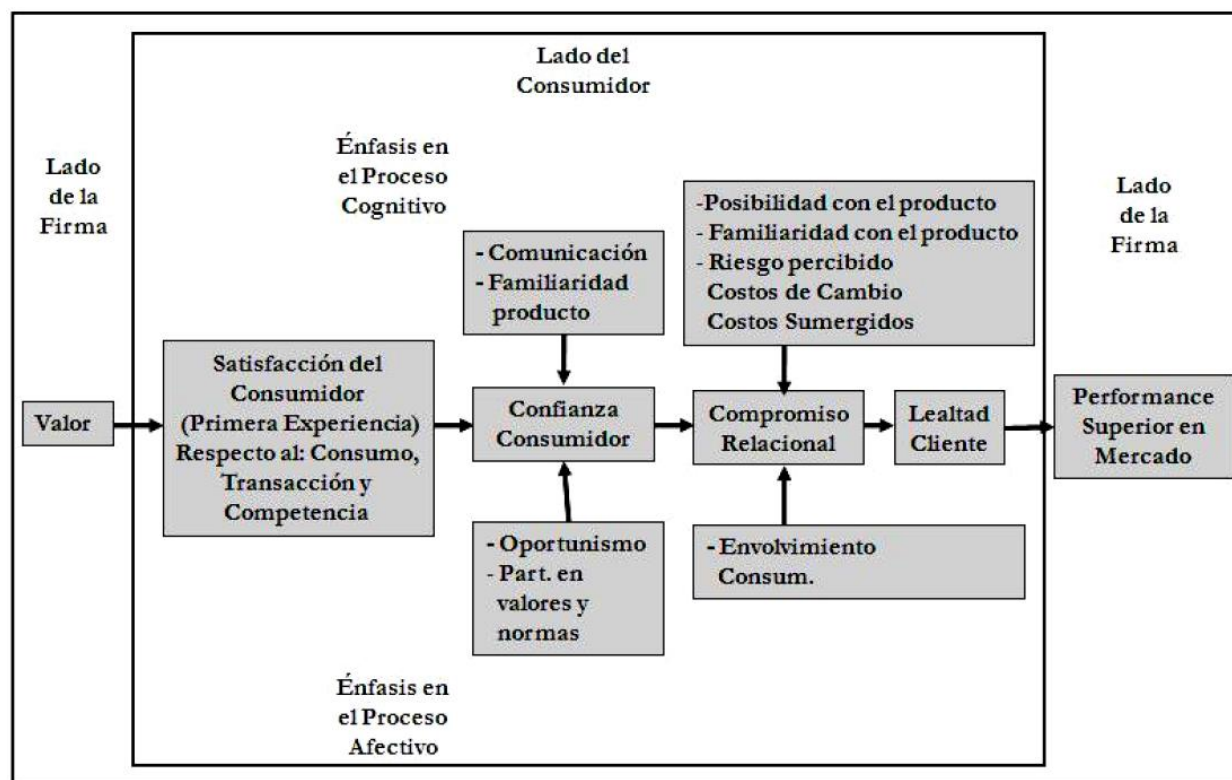 Lado del
Consumidor
Énfasis en
el Proceso
Cognitivo
Lado
de la
Firma
Lado
de la
Firma
- Comunicación
- Familiaridad
producto
-Posibilidad con el producto
- Familiaridad con el producto
- Riesgo percibido
Costos de Cambio
Costos Sumergidos
Valor
Satisfacción del
Consumidor
(Primera Experiencia)
Respecto al: Consumo,
Transacción y
Competencia
Confianza
Consumidor
Compromiso
Relacional
Lealtad
Cliente
Performance
Superior en
Mercado
- Oportunismo
- Part. en
valores y
normas
- Envolvimiento
Consum.
Énfasis en
el Proceso
Afectivo